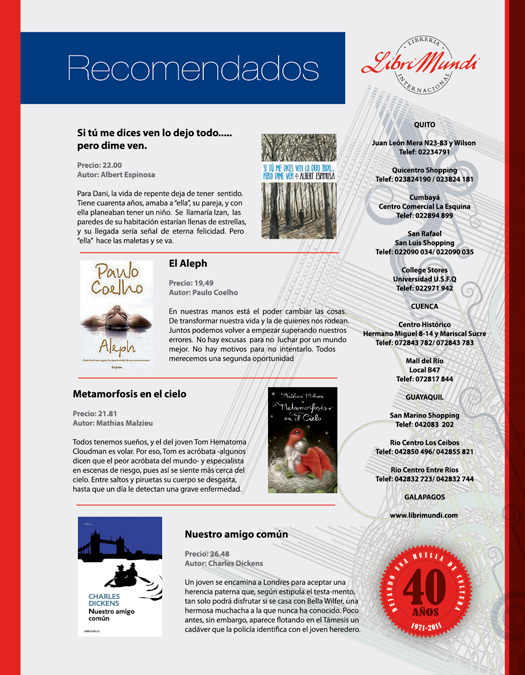 Recomendados
· LIBRERIA ·
LibriMundi
INTERNACIONAL
Si tú me dices ven lo dejo todo.....
pero dime ven.
Precio: 22.00
Autor: Albert Espinosa
Para Dani, la vida de repente deja de tener sentido.
Tiene cuarenta años, amaba a “ella”, su pareja, y con
ella planeaban tener un niño. Se llamaría Izan, las
paredes de su habitación estarían llenas de estrellas,
y su llegada sería señal de eterna felicidad. Pero
“ella” hace las maletas y se va.
SI TÚ ME DICES VEN LO DEJO TODO...
PERO DIME VEN ALBERT ESPINOSA
Paulo
Coelho
Aleph
El Aleph
Precio: 19,49
Autor: Paulo Coelho
En nuestras manos está el poder cambiar las cosas.
De transformar nuestra vida y la de quienes nos rodean.
Juntos podemos volver a empezar superando nuestros
errores. No hay excusas para no luchar por un mundo
mejor. No hay motivos para no intentarlo. Todos
merecemos una segunda oportunidad
Metamorfosis en el cielo
Precio: 21.81
Autor: Mathias Malzieu
Todos tenemos sueños, y el del joven Tom Hematoma
Cloudman es volar. Por eso, Tom es acróbata -algunos
dicen que el peor acróbata del mundo- y especialista
en escenas de riesgo, pues así se siente más cerca del
cielo. Entre saltos y piruetas su cuerpo se desgasta,
hasta que un día le detectan una grave enfermedad.
Mathias Malzieu
Metamorfosis
en el Cielo
CHARLES
DICKENS
Nuestro amigo
común
Nuestro amigo común
Precio: 26,48
Autor: Charles Dickens
Un joven se encamina a Londres para aceptar una
herencia paterna que, según estipula el testa-mento,
tan solo podrá disfrutar si se casa con Bella Wilfer, una
hermosa muchacha a la que nunca ha conocido. Poco
antes, sin embargo, aparece flotando en el Támesis un
cadáver que la policía identifica con el joven heredero.
QUITO
Juan León Mera N23-83 y Wilson
Telef: 02234791
Quicentro Shopping
Telef: 023824190 / 023824 181
Cumbayá
Centro Comercial La Esquina
Telef: 022894 899
San Rafael
San Luis Shopping
Telef: 022090 034/ 022090 035
College Stores
Universidad U.S.F.Q
Telef: 022971 942
CUENCA
Centro Histórico
Hermano Miguel 8-14 y Mariscal Sucre
Telef: 072843 782/ 072843 783
Mall del Río
Local B47
Telef: 072817 844
GUAYAQUIL
San Marino Shopping
Telef: 042083 202
Rio Centro Los Ceibos
Telef: 042850 496/ 042855 821
Rio Centro Entre Ríos
Telef: 042832 723/ 042832 744
GALAPAGOS
www.librimundi.com
DEJANDO UNA HUELLA DE CULTURA
40
AÑOS
1971-2011